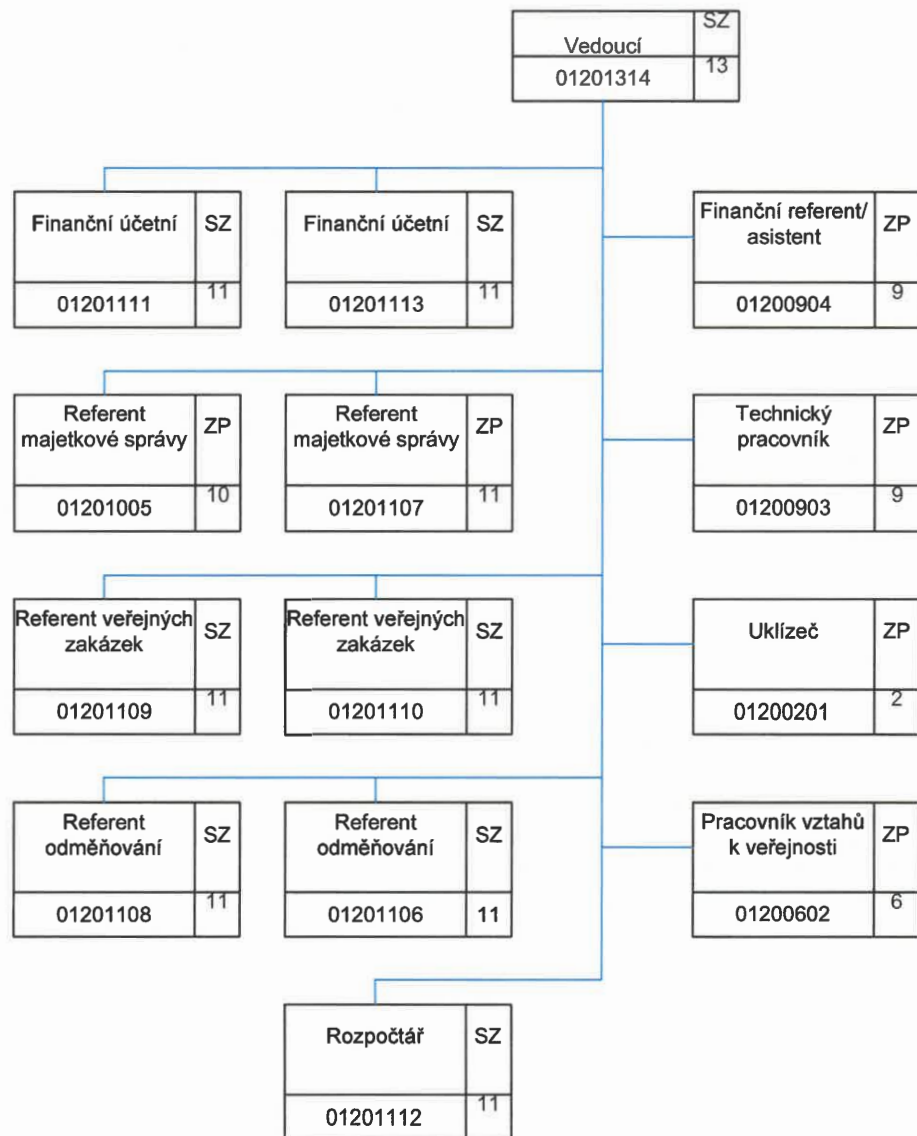 Vedoucí
SZ
01201314
13
Finanční účetní
SZ
01201111
11
Finanční účetní
SZ
01201113
11
Finanční referent/
asistent
ZP
01200904
9
Referent
majetkové správy
ZP
01201005
10
Referent
majetkové správy
ZP
01201107
11
Technický
pracovník
ZP
01200903
9
Referent veřejných
zakázek
SZ
01201109
11
Referent veřejných
zakázek
SZ
01201110
11
Uklízeč
ZP
01200201
2
Referent
odměňování
SZ
01201108
11
Referent
odměňování
SZ
01201106
11
Pracovník vztahů
k veřejnosti
ZP
01200602
6
Rozpočtář
SZ
01201112
11